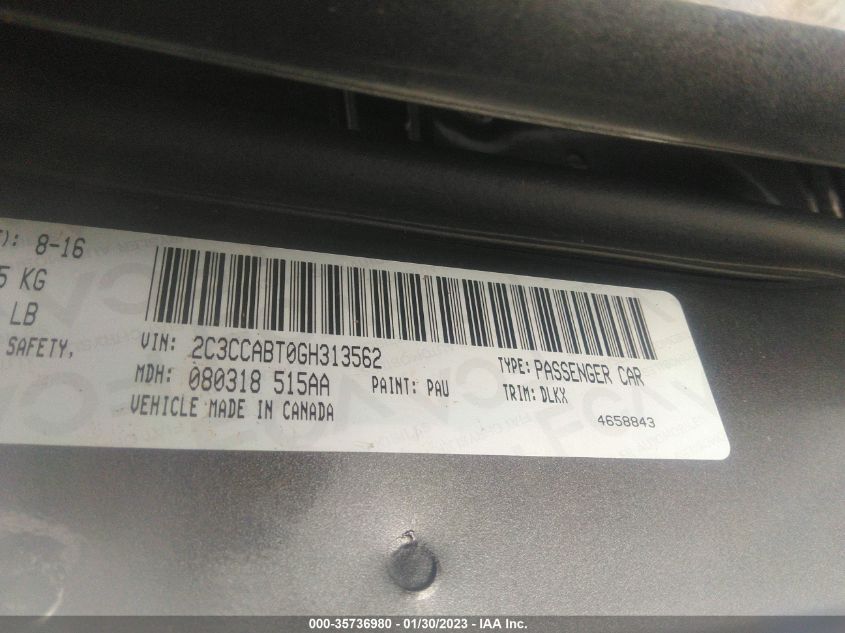 T): 8-16
5 KG
LB
SAFETY,
VIN: 2C3CCABT0GH313562
MDH: 080318 515AA
PAINT: PAU
VEHICLE MADE IN CANADA
TYPE: PASSENGER CAR
TRIM: DLKX
4658843
000-35736980 - 01/30/2023 - IAA Inc.